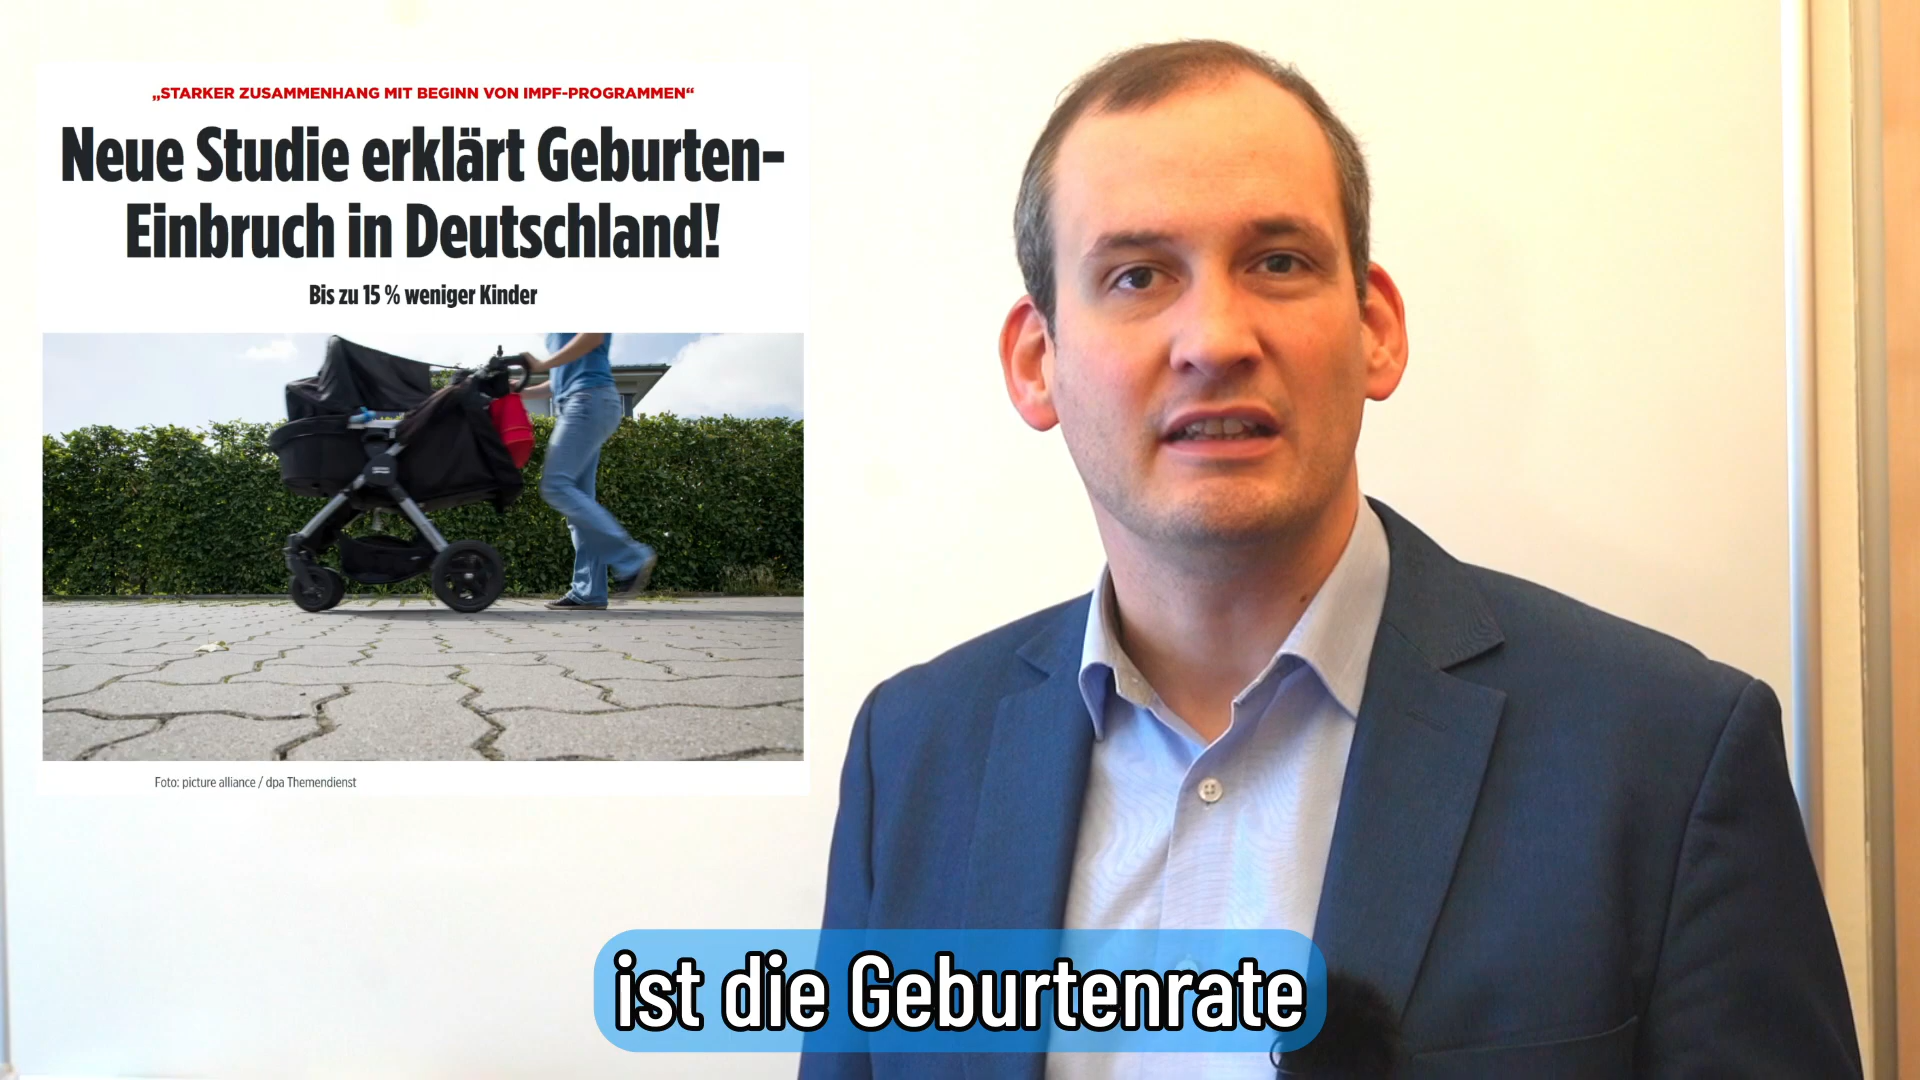 „STARKER ZUSAMMENHANG MIT BEGINN VON IMPF-PROGRAMMEN“
Neue Studie erklärt Geburten-
Einbruch in Deutschland!
Bis zu 15 % weniger Kinder
Foto: picture alliance / dpa Themendienst
ist die Geburtenrate